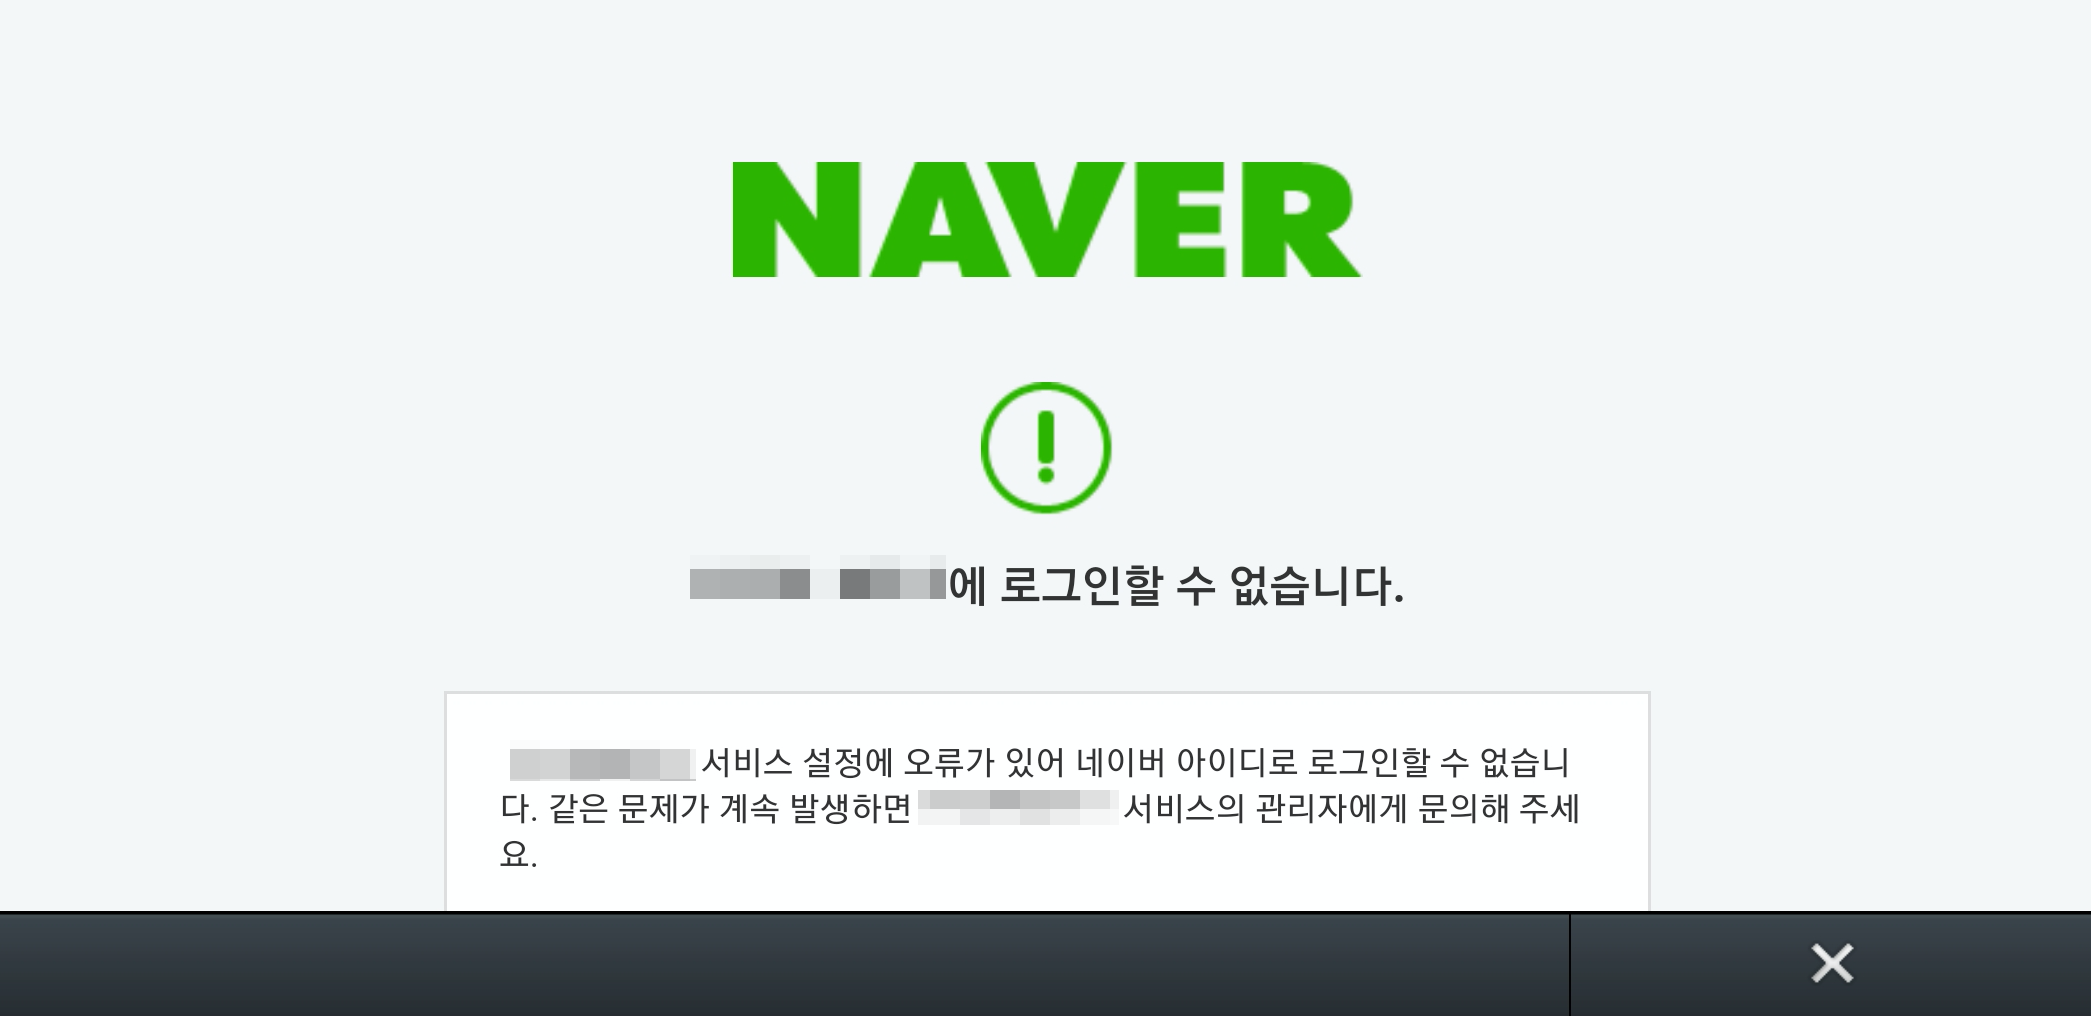 NAVER
에 로그인할 수 없습니다.
서비스 설정에 오류가 있어 네이버 아이디로 로그인할 수 없습니
다. 같은 문제가 계속 발생하면 서비스의 관리자에게 문의해 주세
요.